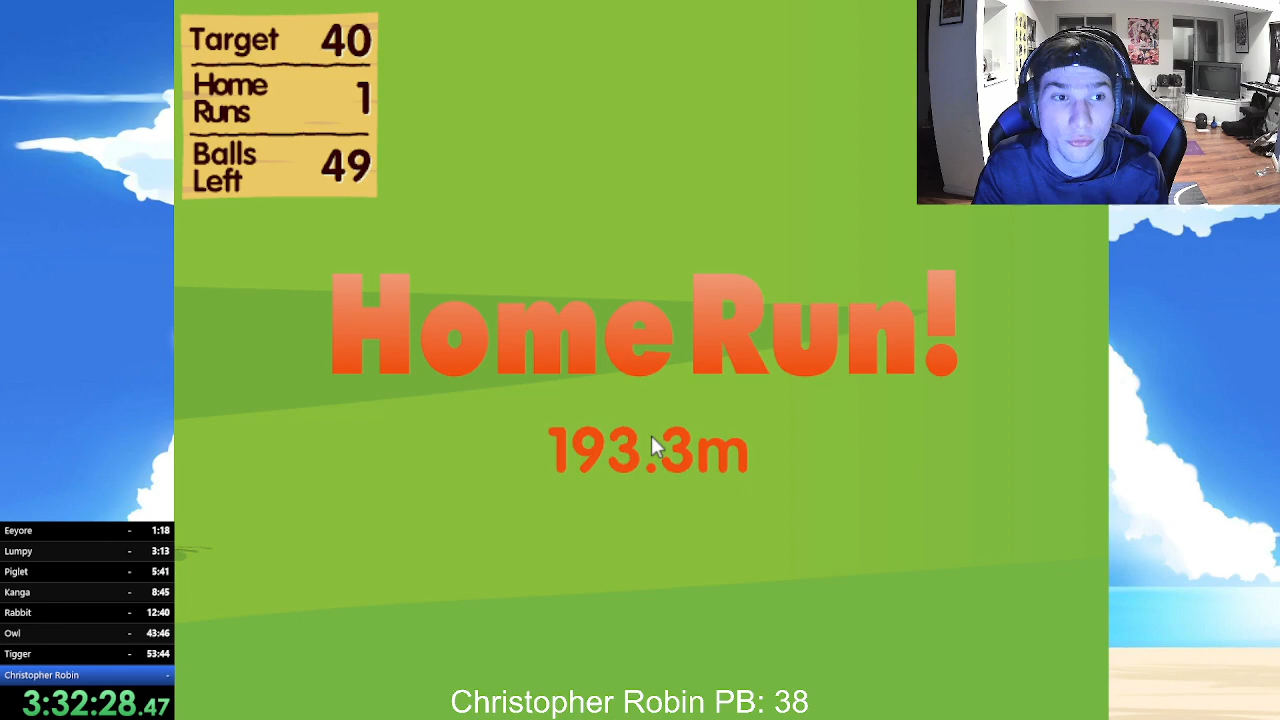 Target 40
Home Runs 1
Balls Left 49
Home Run!
193.3m
Eeyore - 1:18
Lumpy - 3:13
Piglet - 5:41
Kanga - 8:45
Rabbit - 12:40
Owl - 43:46
Tigger - 53:44
Christopher Robin -
3:32:28.47
Christopher Robin PB: 38